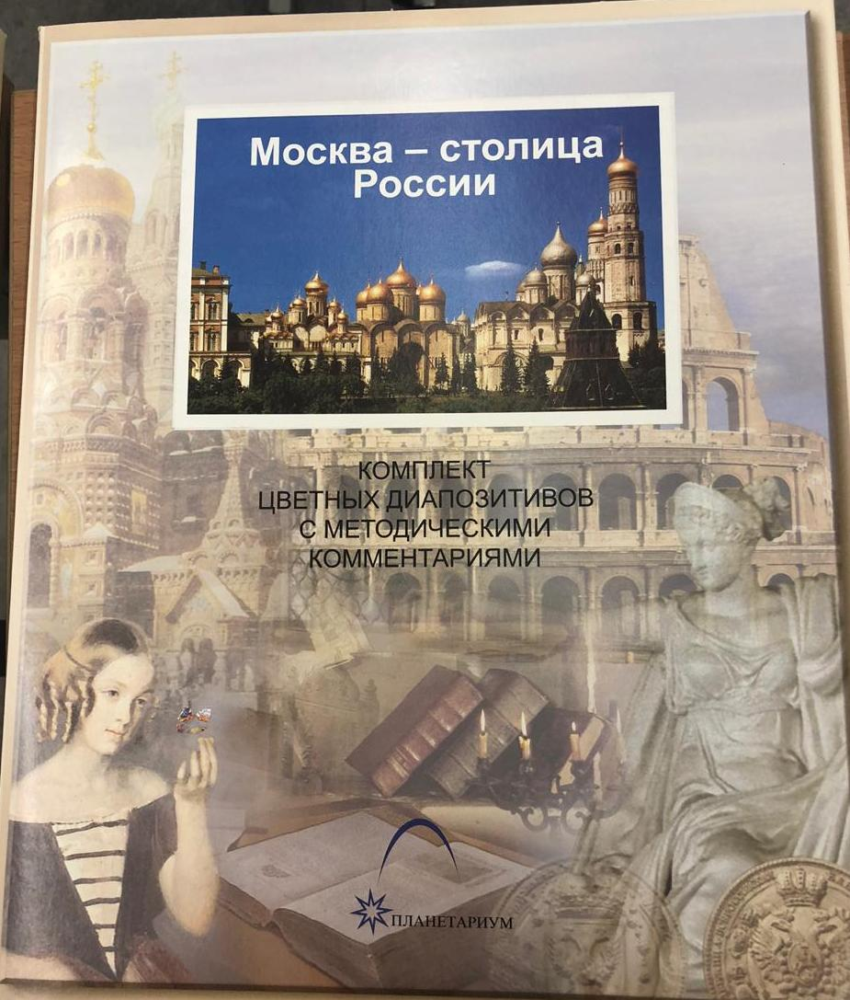 Москва – столица
России
КОМПЛЕКТ
ЦВЕТНЫХ ДИАПОЗИТИВОВ
С МЕТОДИЧЕСКИМИ
КОММЕНТАРИЯМИ
ПЛАНЕТАРИУМ